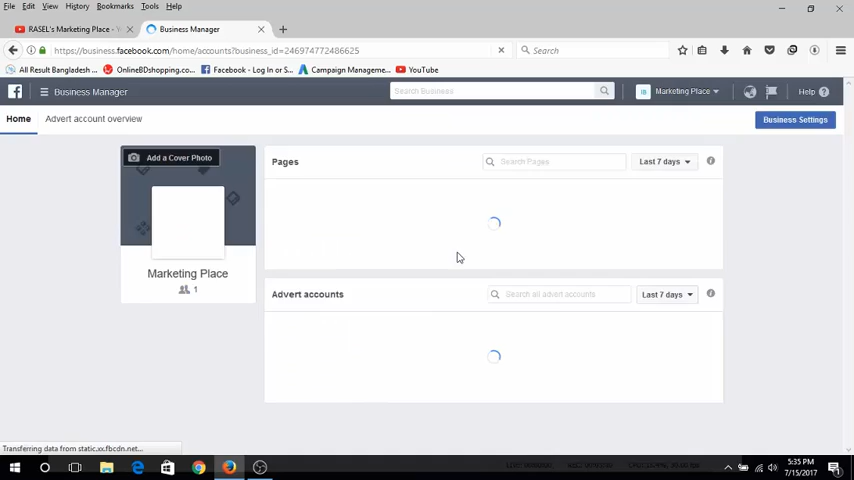 File Edit View History Bookmarks Tools Help
RASEL's Marketing Place - Y
Business Manager
https://business.facebook.com/home/accounts?business_id=246974772486625
Search
All Result Bangladesh ...
OnlineBDshopping.co...
Facebook - Log In or S...
Campaign Manageme...
YouTube
Business Manager
Search Business
Marketing Place
Help
Home
Advert account overview
Business Settings
Add a Cover Photo
Marketing Place
1
Pages
Search Pages
Last 7 days
Advert accounts
Search all advert accounts
Last 7 days
Transferring data from static.xx.fbcdn.net...
5:35 PM
7/15/2017